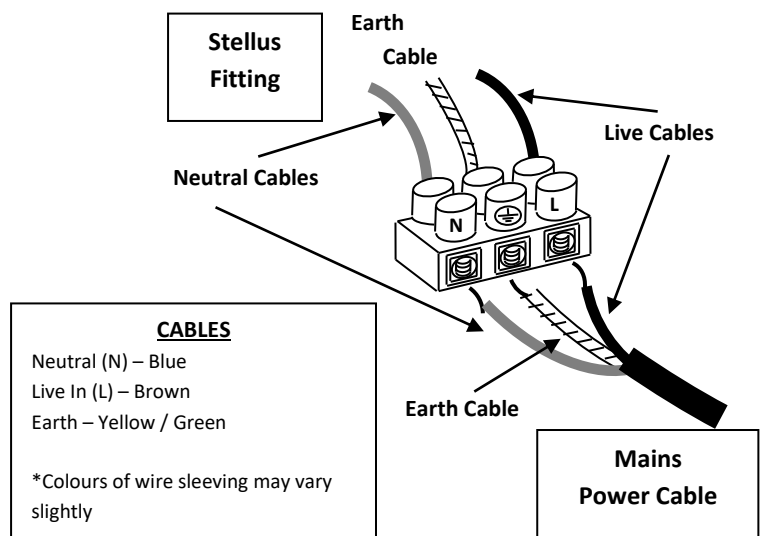 Stellus
Fitting
Earth
Cable
Live Cables
Neutral Cables
N
L
CABLES
Neutral (N) – Blue
Live In (L) – Brown
Earth – Yellow / Green
*Colours of wire sleeving may vary
slightly
Earth Cable
Mains
Power Cable